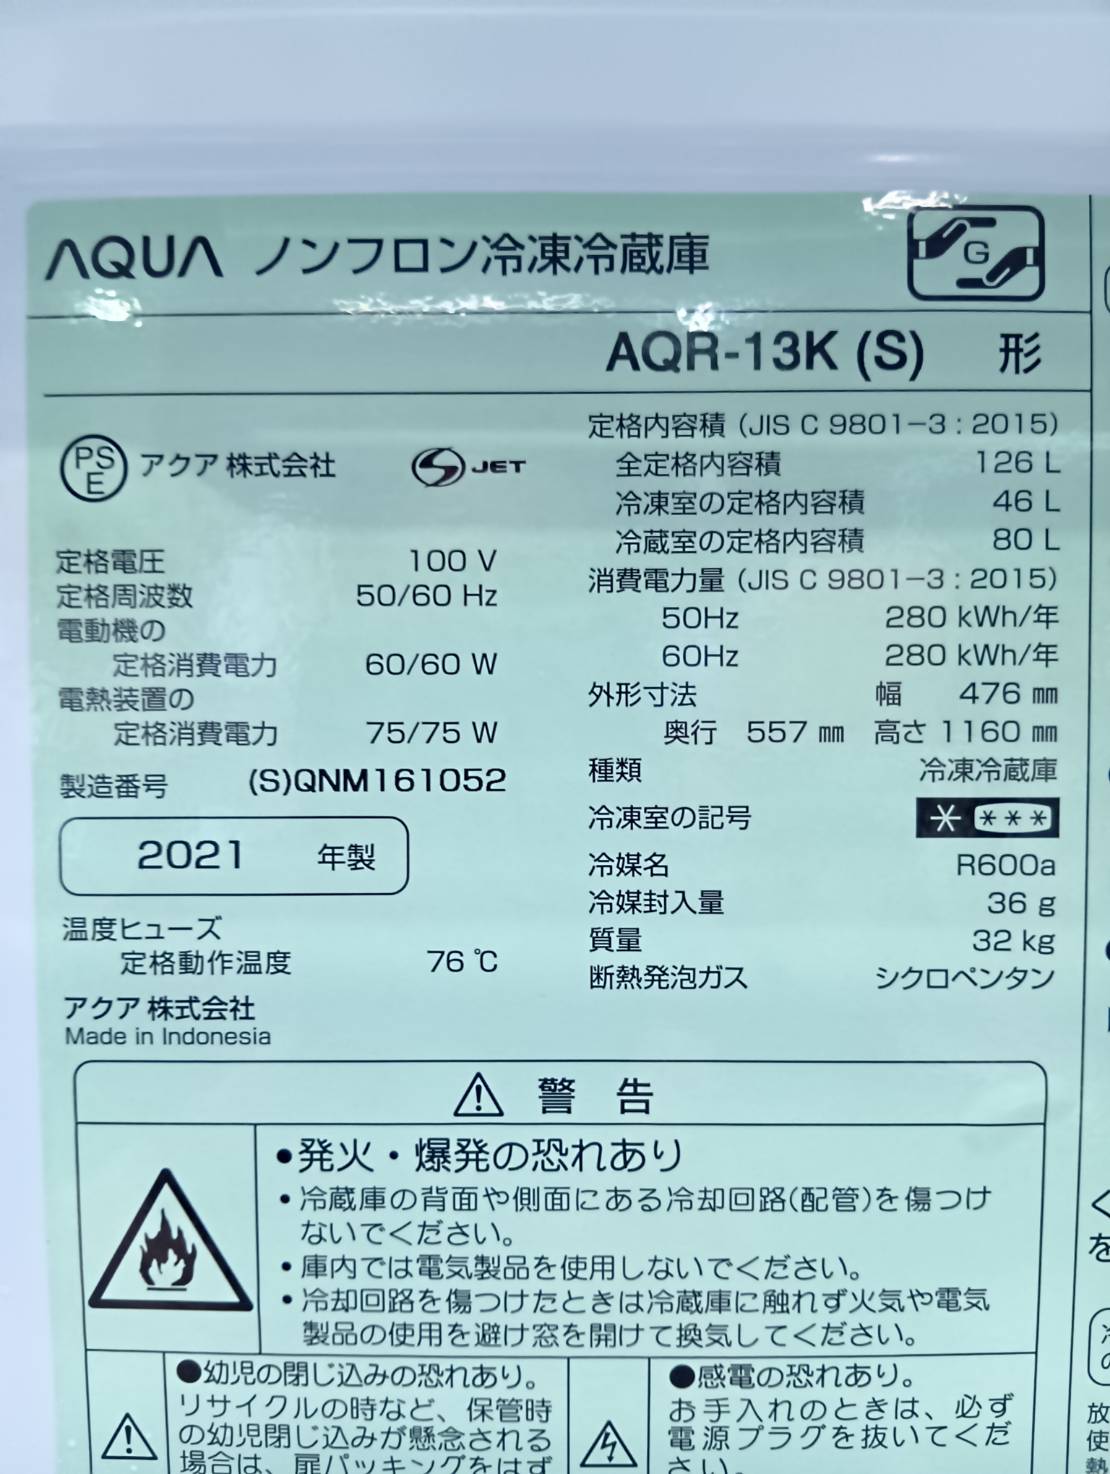 AQUA ノンフロン冷凍冷蔵庫
G
AQR-13K (S) 形
PS
E
アクア 株式会社
JET
定格電圧 100 V
定格周波数 50/60 Hz
電動機の
定格消費電力 60/60 W
電熱装置の
定格消費電力 75/75 W
製造番号 (S)QNM161052
2021 年製
温度ヒューズ
定格動作温度 76 ℃
アクア 株式会社
Made in Indonesia
定格内容積 (JIS C 9801-3 : 2015)
全定格内容積 126 L
冷凍室の定格内容積 46 L
冷蔵室の定格内容積 80 L
消費電力量 (JIS C 9801-3 : 2015)
50Hz 280 kWh/年
60Hz 280 kWh/年
外形寸法 幅 476 ㎜
奥行 557 ㎜ 高さ 1160 ㎜
種類 冷凍冷蔵庫
冷凍室の記号 * ***
冷媒名 R600a
冷媒封入量 36 g
質量 32 kg
断熱発泡ガス シクロペンタン
⚠ 警告
●発火・爆発の恐れあり
・冷蔵庫の背面や側面にある冷却回路(配管)を傷つけ
ないでください。
・庫内では電気製品を使用しないでください。
・冷却回路を傷つけたときは冷蔵庫に触れず火気や電気
製品の使用を避け窓を開けて換気してください。
●幼児の閉じ込みの恐れあり。
リサイクルの時など、保管時
の幼児閉じ込みが懸念される
場合は、扉パッキングをはず
●感電の恐れあり。
お手入れのときは、必ず
電源プラグを抜いてくだ
さい。
を
放
使
熱